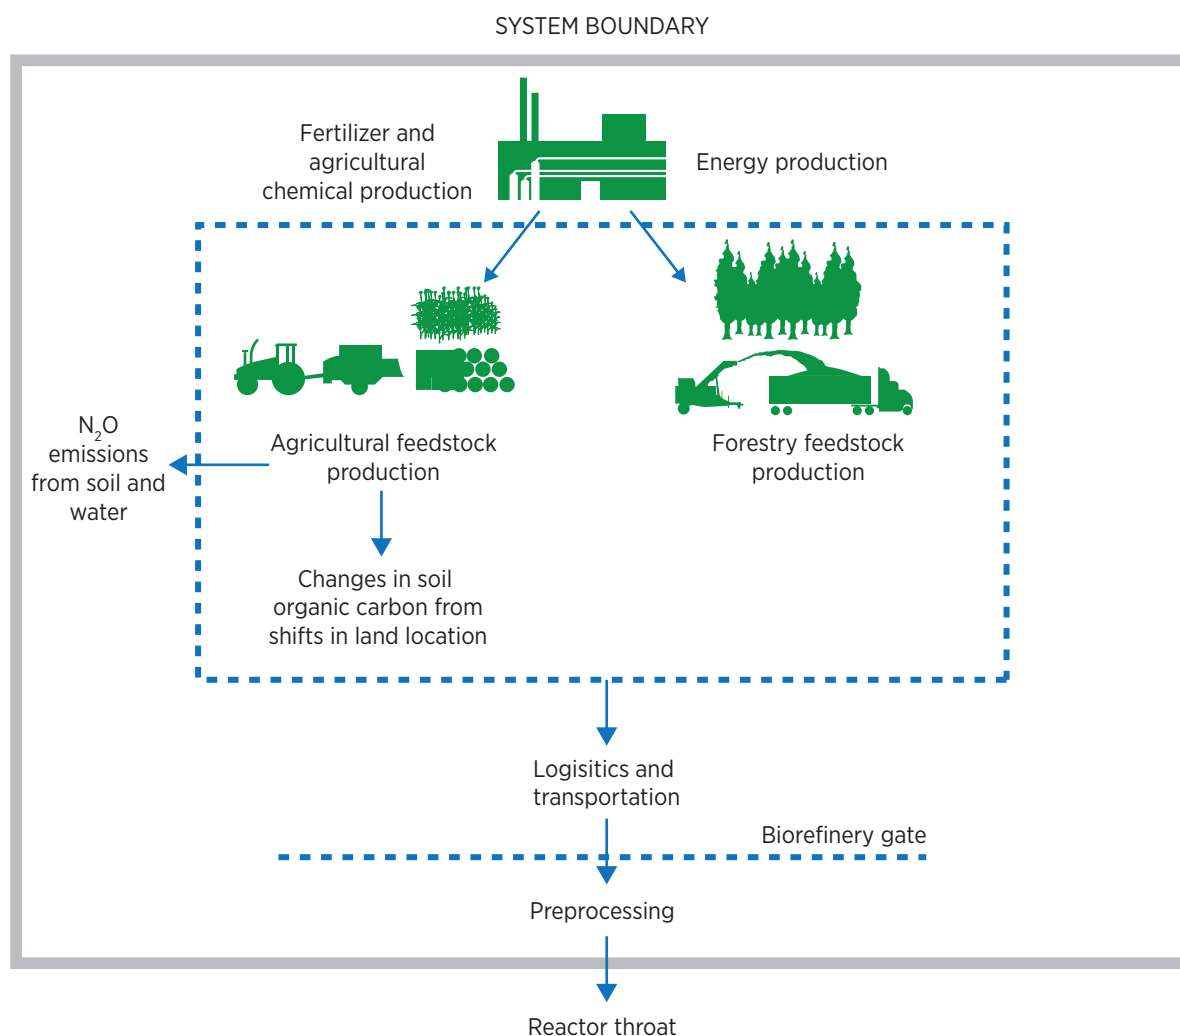 SYSTEM BOUNDARY
Fertilizer and
agricultural
chemical production
Energy production
N₂O
emissions
from soil and
water
Agricultural feedstock
production
Forestry feedstock
production
Changes in soil
organic carbon from
shifts in land location
Logisitics and
transportation
Biorefinery gate
Preprocessing
Reactor throat